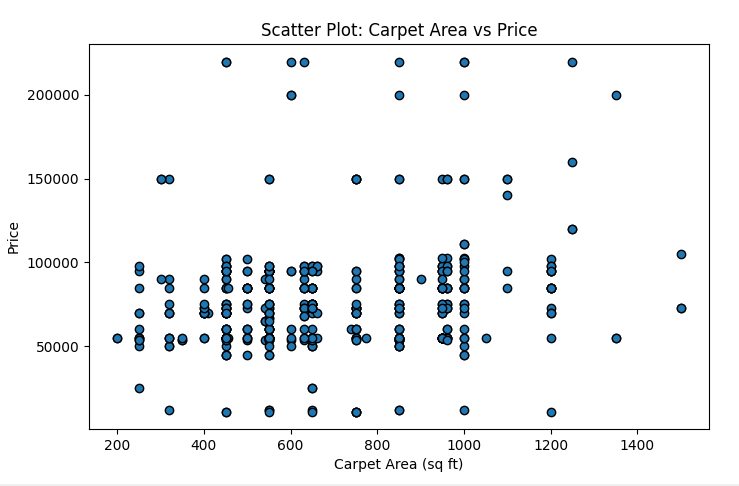 Scatter Plot: Carpet Area vs Price
200000
150000
100000
50000
Price
200 400 600 800 1000 1200 1400
Carpet Area (sq ft)